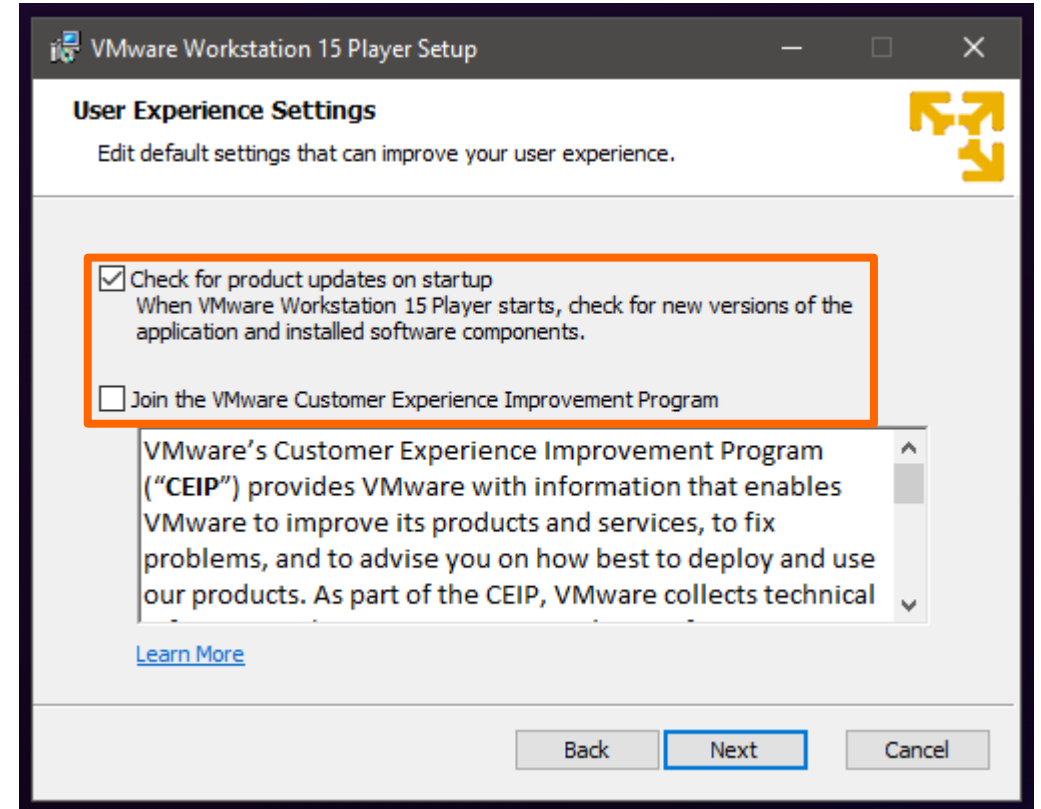 VMware Workstation 15 Player Setup
User Experience Settings
Edit default settings that can improve your user experience.
Check for product updates on startup
When VMware Workstation 15 Player starts, check for new versions of the
application and installed software components.
Join the VMware Customer Experience Improvement Program
VMware's Customer Experience Improvement Program
("CEIP") provides VMware with information that enables
VMware to improve its products and services, to fix
problems, and to advise you on how best to deploy and use
our products. As part of the CEIP, VMware collects technical
Learn More
Back
Next
Cancel